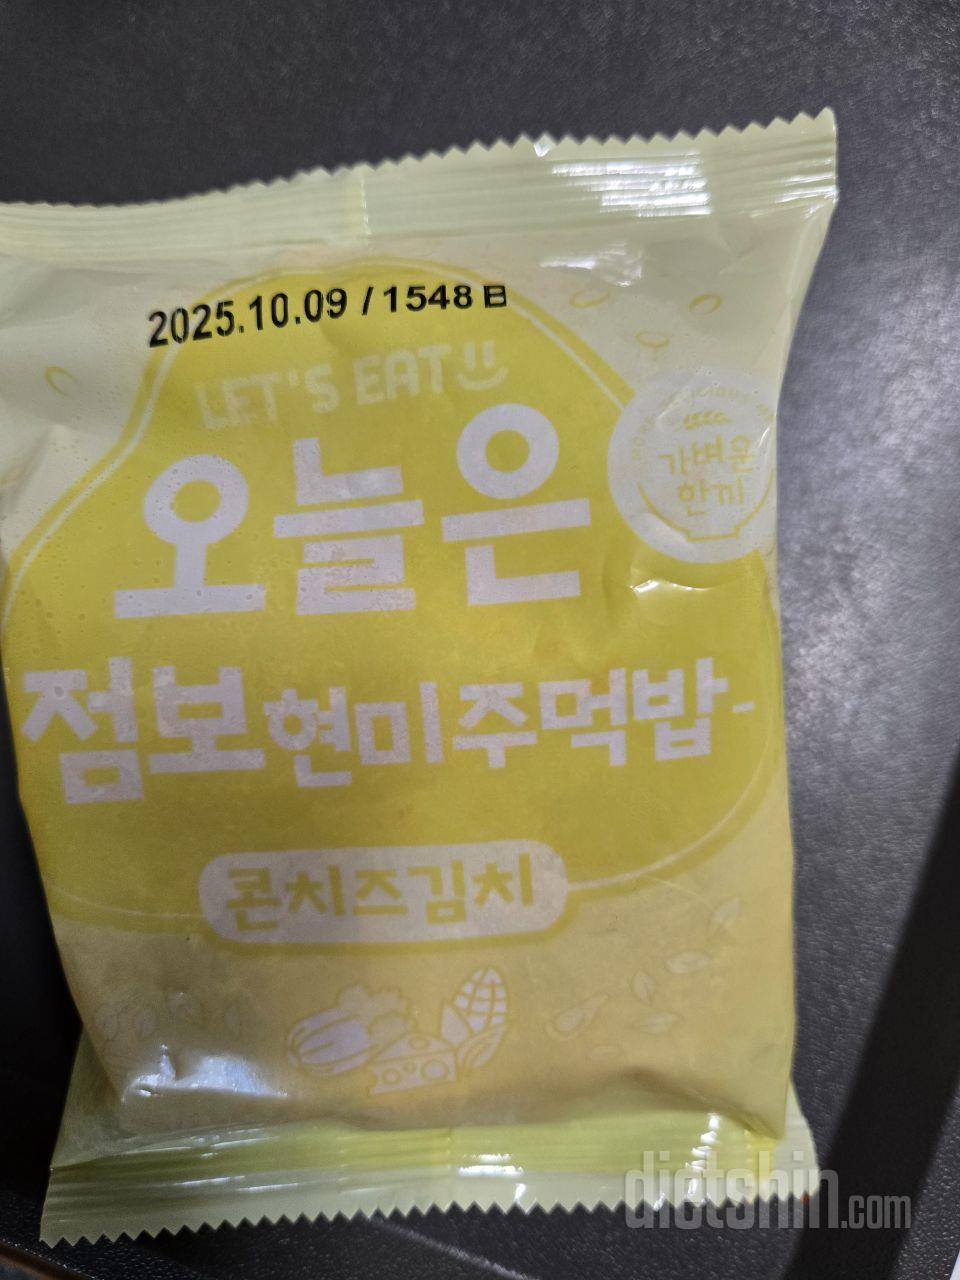 2025.10.09 / 1548 B
LET'S EAT
오늘은
가벼운
한끼
점보현미주먹밥-
콘치즈김치
dietshin.com